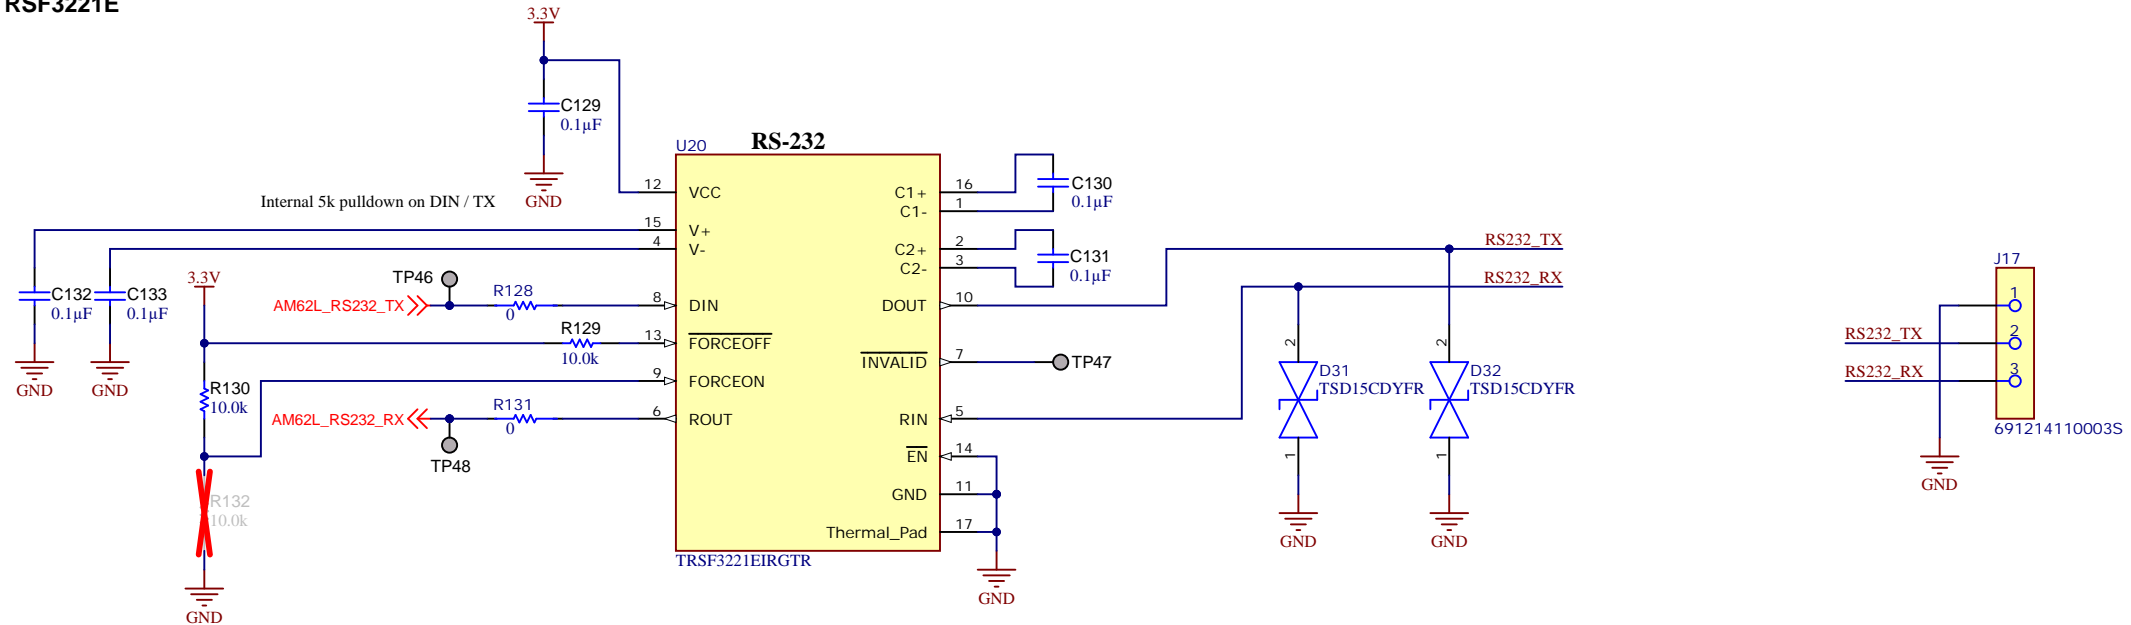 RSF3221E
3.3V
C129
0.1µF
GND
U20
RS-232
Internal 5k pulldown on DIN / TX
12
VCC
15
V+
4
V-
8
DIN
13
FORCEOFF
9
FORCEON
6
ROUT
16
C1+
1
C1-
2
C2+
3
C2-
10
DOUT
7
INVALID
5
RIN
14
EN
11
GND
17
Thermal_Pad
TRSF3221EIRGTR
C130
0.1µF
C131
0.1µF
C132
0.1µF
GND
C133
0.1µF
GND
3.3V
TP46
AM62L_RS232_TX
R128
0
R129
10.0k
R130
10.0k
AM62L_RS232_RX
R131
0
TP48
R132
10.0k
GND
TP47
GND
RS232_TX
RS232_RX
2
D31
TSD15CDYFR
1
GND
2
D32
TSD15CDYFR
1
GND
J17
1
RS232_TX
2
RS232_RX
3
691214110003S
GND